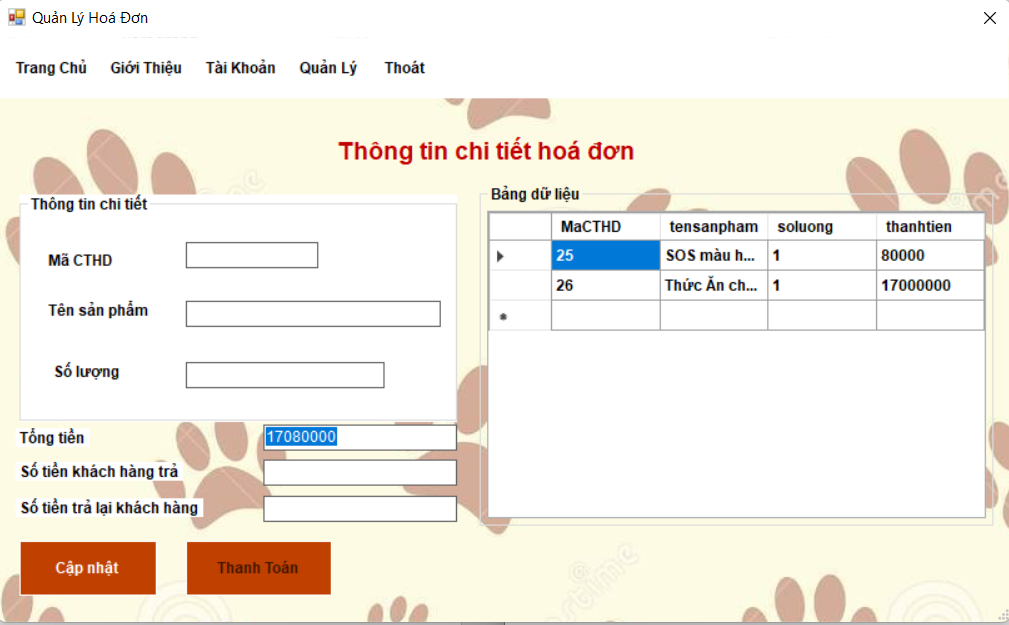 Quản Lý Hoá Đơn
Trang Chủ Giới Thiệu Tài Khoản Quản Lý Thoát
Thông tin chi tiết hoá đơn
Thông tin chi tiết
Mã CTHD
Tên sản phẩm
Số lượng
Tổng tiền 17080000
Số tiền khách hàng trả
Số tiền trả lại khách hàng
Cập nhật Thanh Toán
Bảng dữ liệu
MaCTHD tensanpham soluong thanhtien
25 SOS màu h... 1 80000
26 Thức Ăn ch... 1 17000000